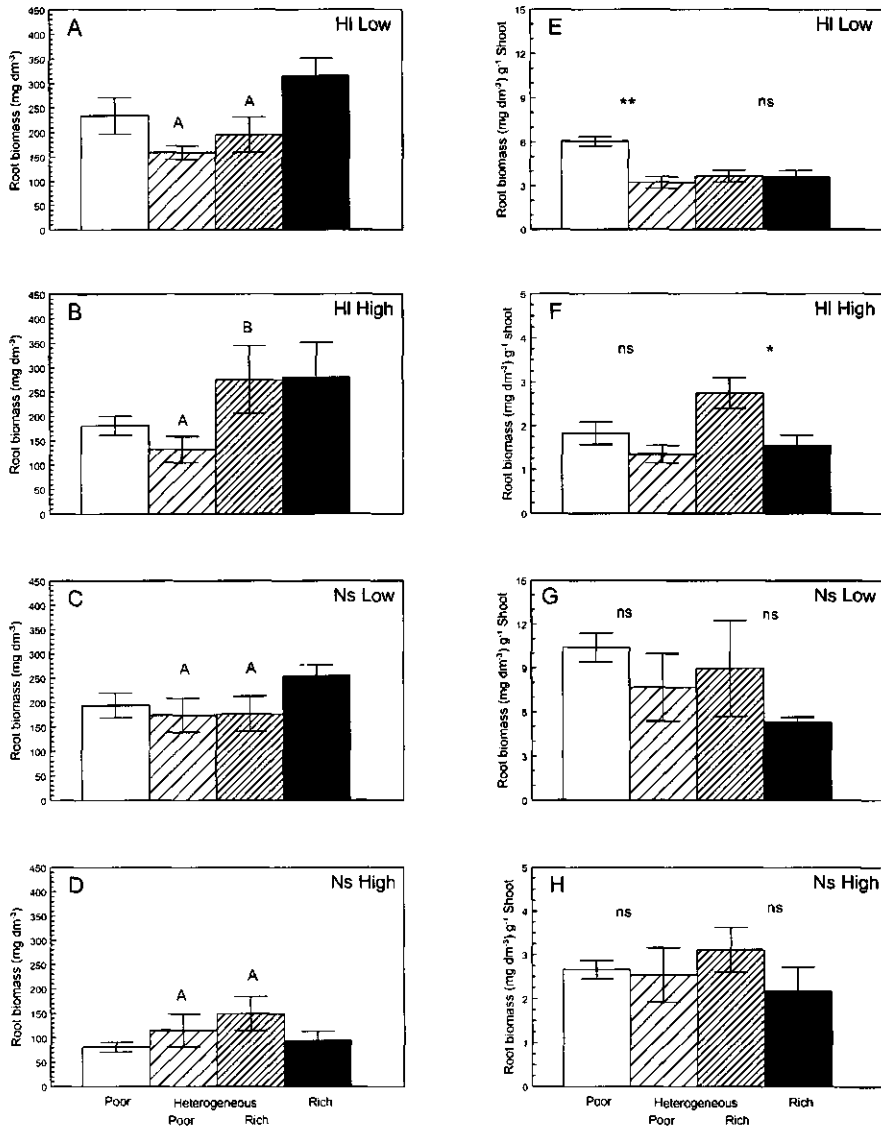 A
Hl Low
Root biomass (mg dm⁻³)
450
400
350
300
250
200
150
100
50
0
A
A
E
Hl Low
Root biomass (mg dm⁻³) g⁻¹ Shoot
15
12
9
6
3
0
**
ns
B
Hl High
Root biomass (mg dm⁻³)
450
400
350
300
250
200
150
100
50
0
A
B
F
Hl High
Root biomass (mg dm⁻³) g⁻¹ shoot
5
4
3
2
1
0
ns
*
C
Ns Low
Root biomass (mg dm⁻³)
450
400
350
300
250
200
150
100
50
0
A
A
G
Ns Low
Root biomass (mg dm⁻³) g⁻¹ Shoot
15
12
9
6
3
0
ns
ns
D
Ns High
Root biomass (mg dm⁻³)
450
400
350
300
250
200
150
100
50
0
A
A
Poor
Heterogeneous
Rich
Poor
Rich
H
Ns High
Root biomass (mg dm⁻³) g⁻¹ Shoot
5
4
3
2
1
0
ns
ns
Poor
Heterogeneous
Rich
Poor
Rich